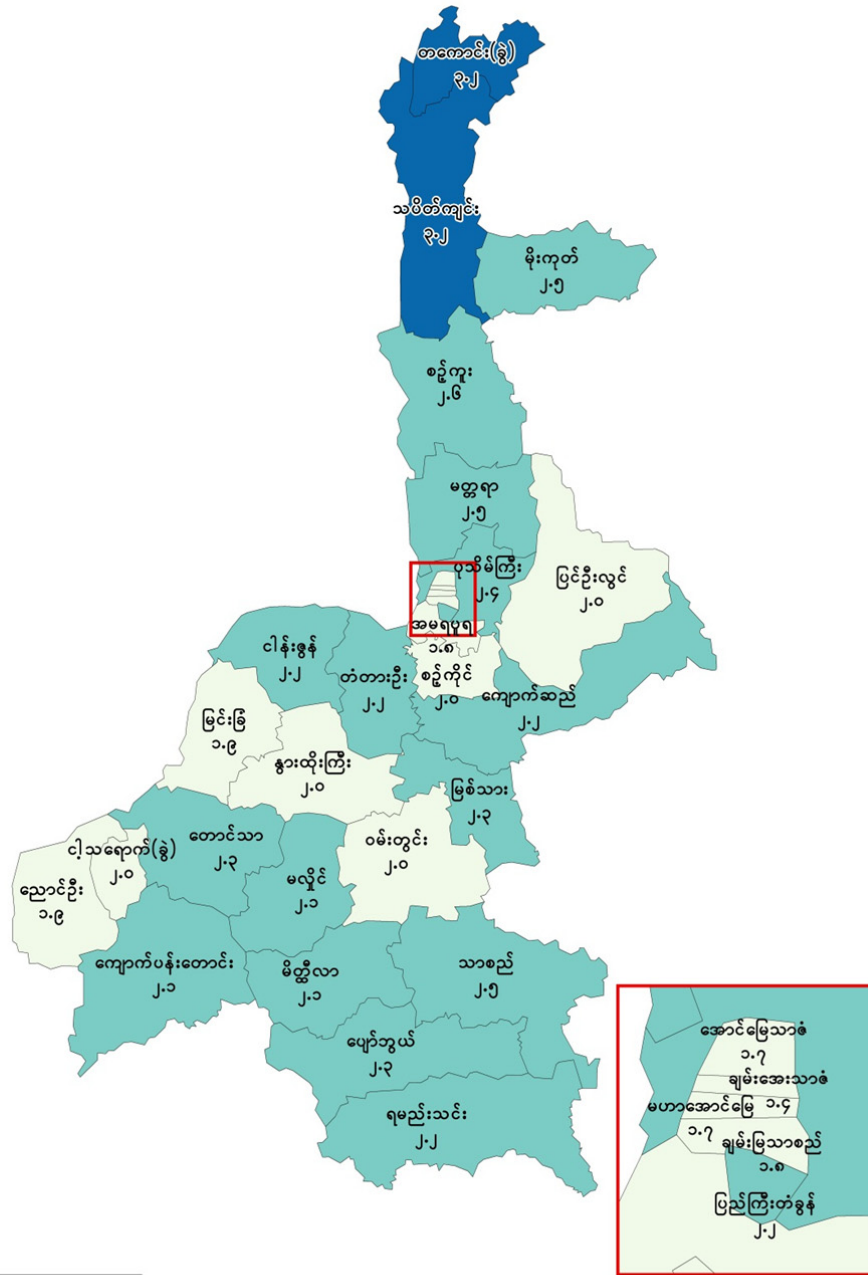 တကောင်း(ခွဲ)
၃.၂
သပိတ်ကျင်း
၃.၂
မိုးကုတ်
၂.၅
စဉ့်ကူး
၂.၆
မတ္တရာ
၂.၅
ပုသိမ်ကြီး
၂.၄
ပြင်ဦးလွင်
၂.၀
အမရပူရ
၁.၈
စဉ့်ကိုင်
၂.၀
ကျောက်ဆည်
၂.၂
ငါန်းဇွန်
၂.၂
တံတားဦး
၂.၂
မြင်းခြံ
၁.၉
နွားထိုးကြီး
၂.၀
မြစ်သား
၂.၃
တောင်သာ
၂.၃
ဝမ်းတွင်း
၂.၀
ငါ့သရောက်(ခွဲ)
၂.၀
မလှိုင်
၂.၁
ညောင်ဦး
၁.၉
ကျောက်ပန်းတောင်း
၂.၁
မိတ္ထီလာ
၂.၁
သာစည်
၂.၅
ပျော်ဘွယ်
၂.၃
ရမည်းသင်း
၂.၂
အောင်မြေသာဇံ
၁.၇
ချမ်းအေးသာဇံ
၁.၄
မဟာအောင်မြေ
၁.၇
ချမ်းမြသာစည်
၁.၈
ပြည်ကြီးတံခွန်
၂.၂